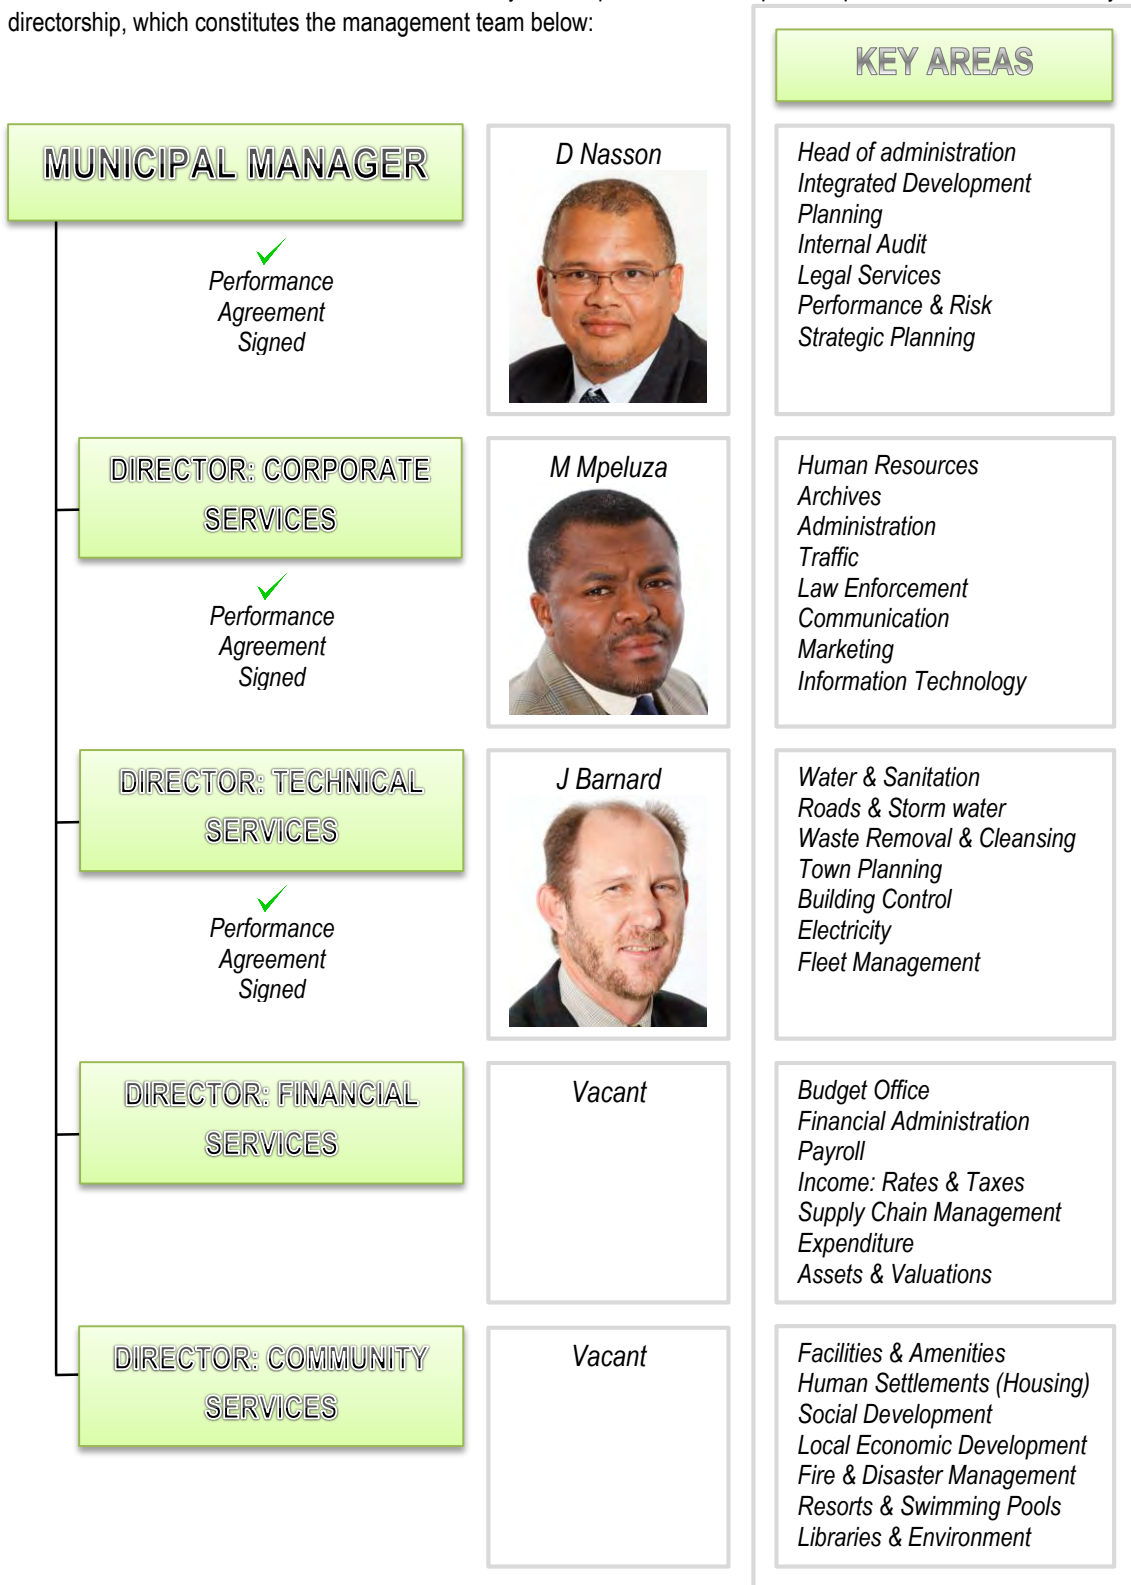 directorship, which constitutes the management team below:
KEY AREAS
MUNICIPAL MANAGER
✓
Performance
Agreement
Signed
D Nasson
Head of administration
Integrated Development
Planning
Internal Audit
Legal Services
Performance & Risk
Strategic Planning
DIRECTOR: CORPORATE
SERVICES
✓
Performance
Agreement
Signed
M Mpeluza
Human Resources
Archives
Administration
Traffic
Law Enforcement
Communication
Marketing
Information Technology
DIRECTOR: TECHNICAL
SERVICES
✓
Performance
Agreement
Signed
J Barnard
Water & Sanitation
Roads & Storm water
Waste Removal & Cleansing
Town Planning
Building Control
Electricity
Fleet Management
DIRECTOR: FINANCIAL
SERVICES
Vacant
Budget Office
Financial Administration
Payroll
Income: Rates & Taxes
Supply Chain Management
Expenditure
Assets & Valuations
DIRECTOR: COMMUNITY
SERVICES
Vacant
Facilities & Amenities
Human Settlements (Housing)
Social Development
Local Economic Development
Fire & Disaster Management
Resorts & Swimming Pools
Libraries & Environment